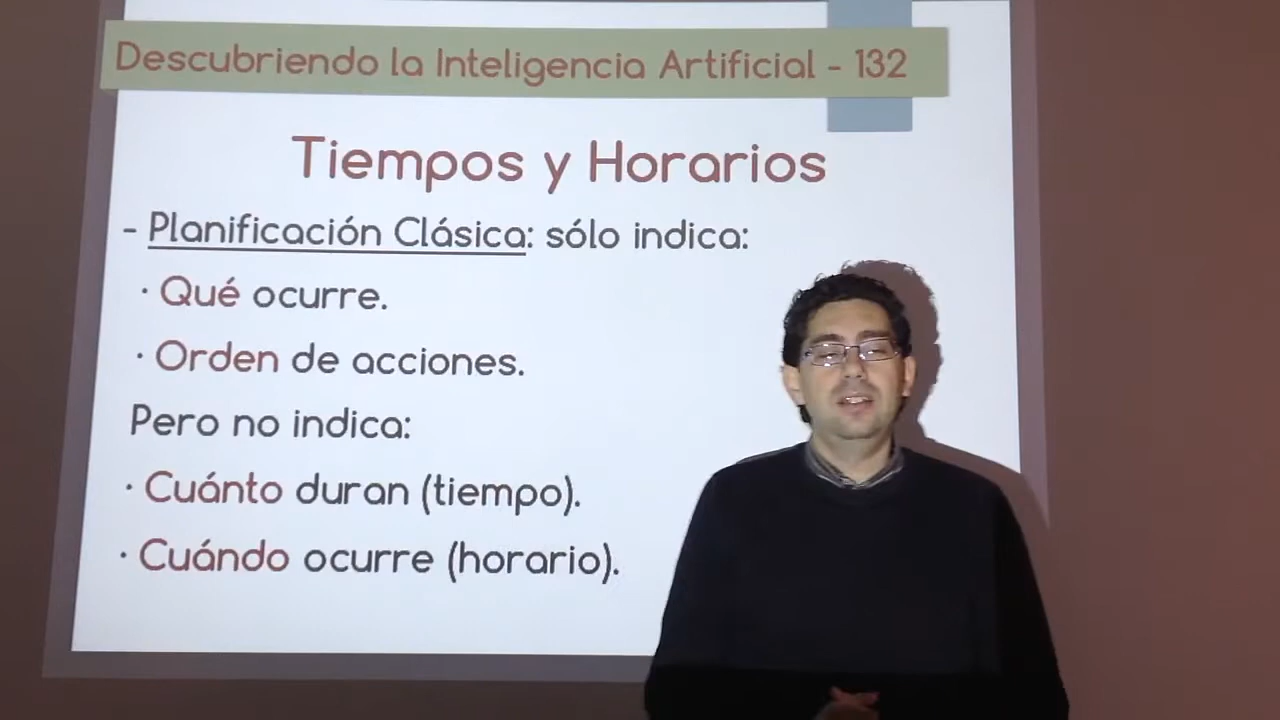 Descubriendo la Inteligencia Artificial - 132
Tiempos y Horarios
- Planificación Clásica: sólo indica:
· Qué ocurre.
· Orden de acciones.
Pero no indica:
· Cuánto duran (tiempo).
· Cuándo ocurre (horario).